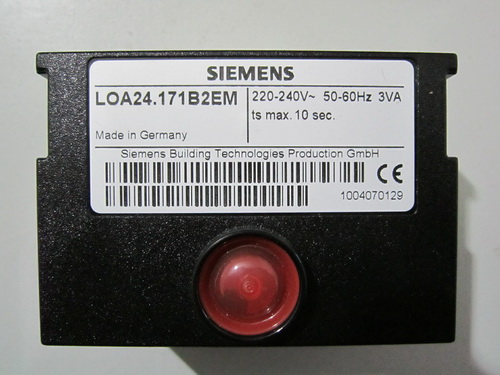 SIEMENS
LOA24.171B2EM
220-240V~ 50-60Hz 3VA
ts max. 10 sec.
Made in Germany
Siemens Building Technologies Production GmbH
CE
1004070129